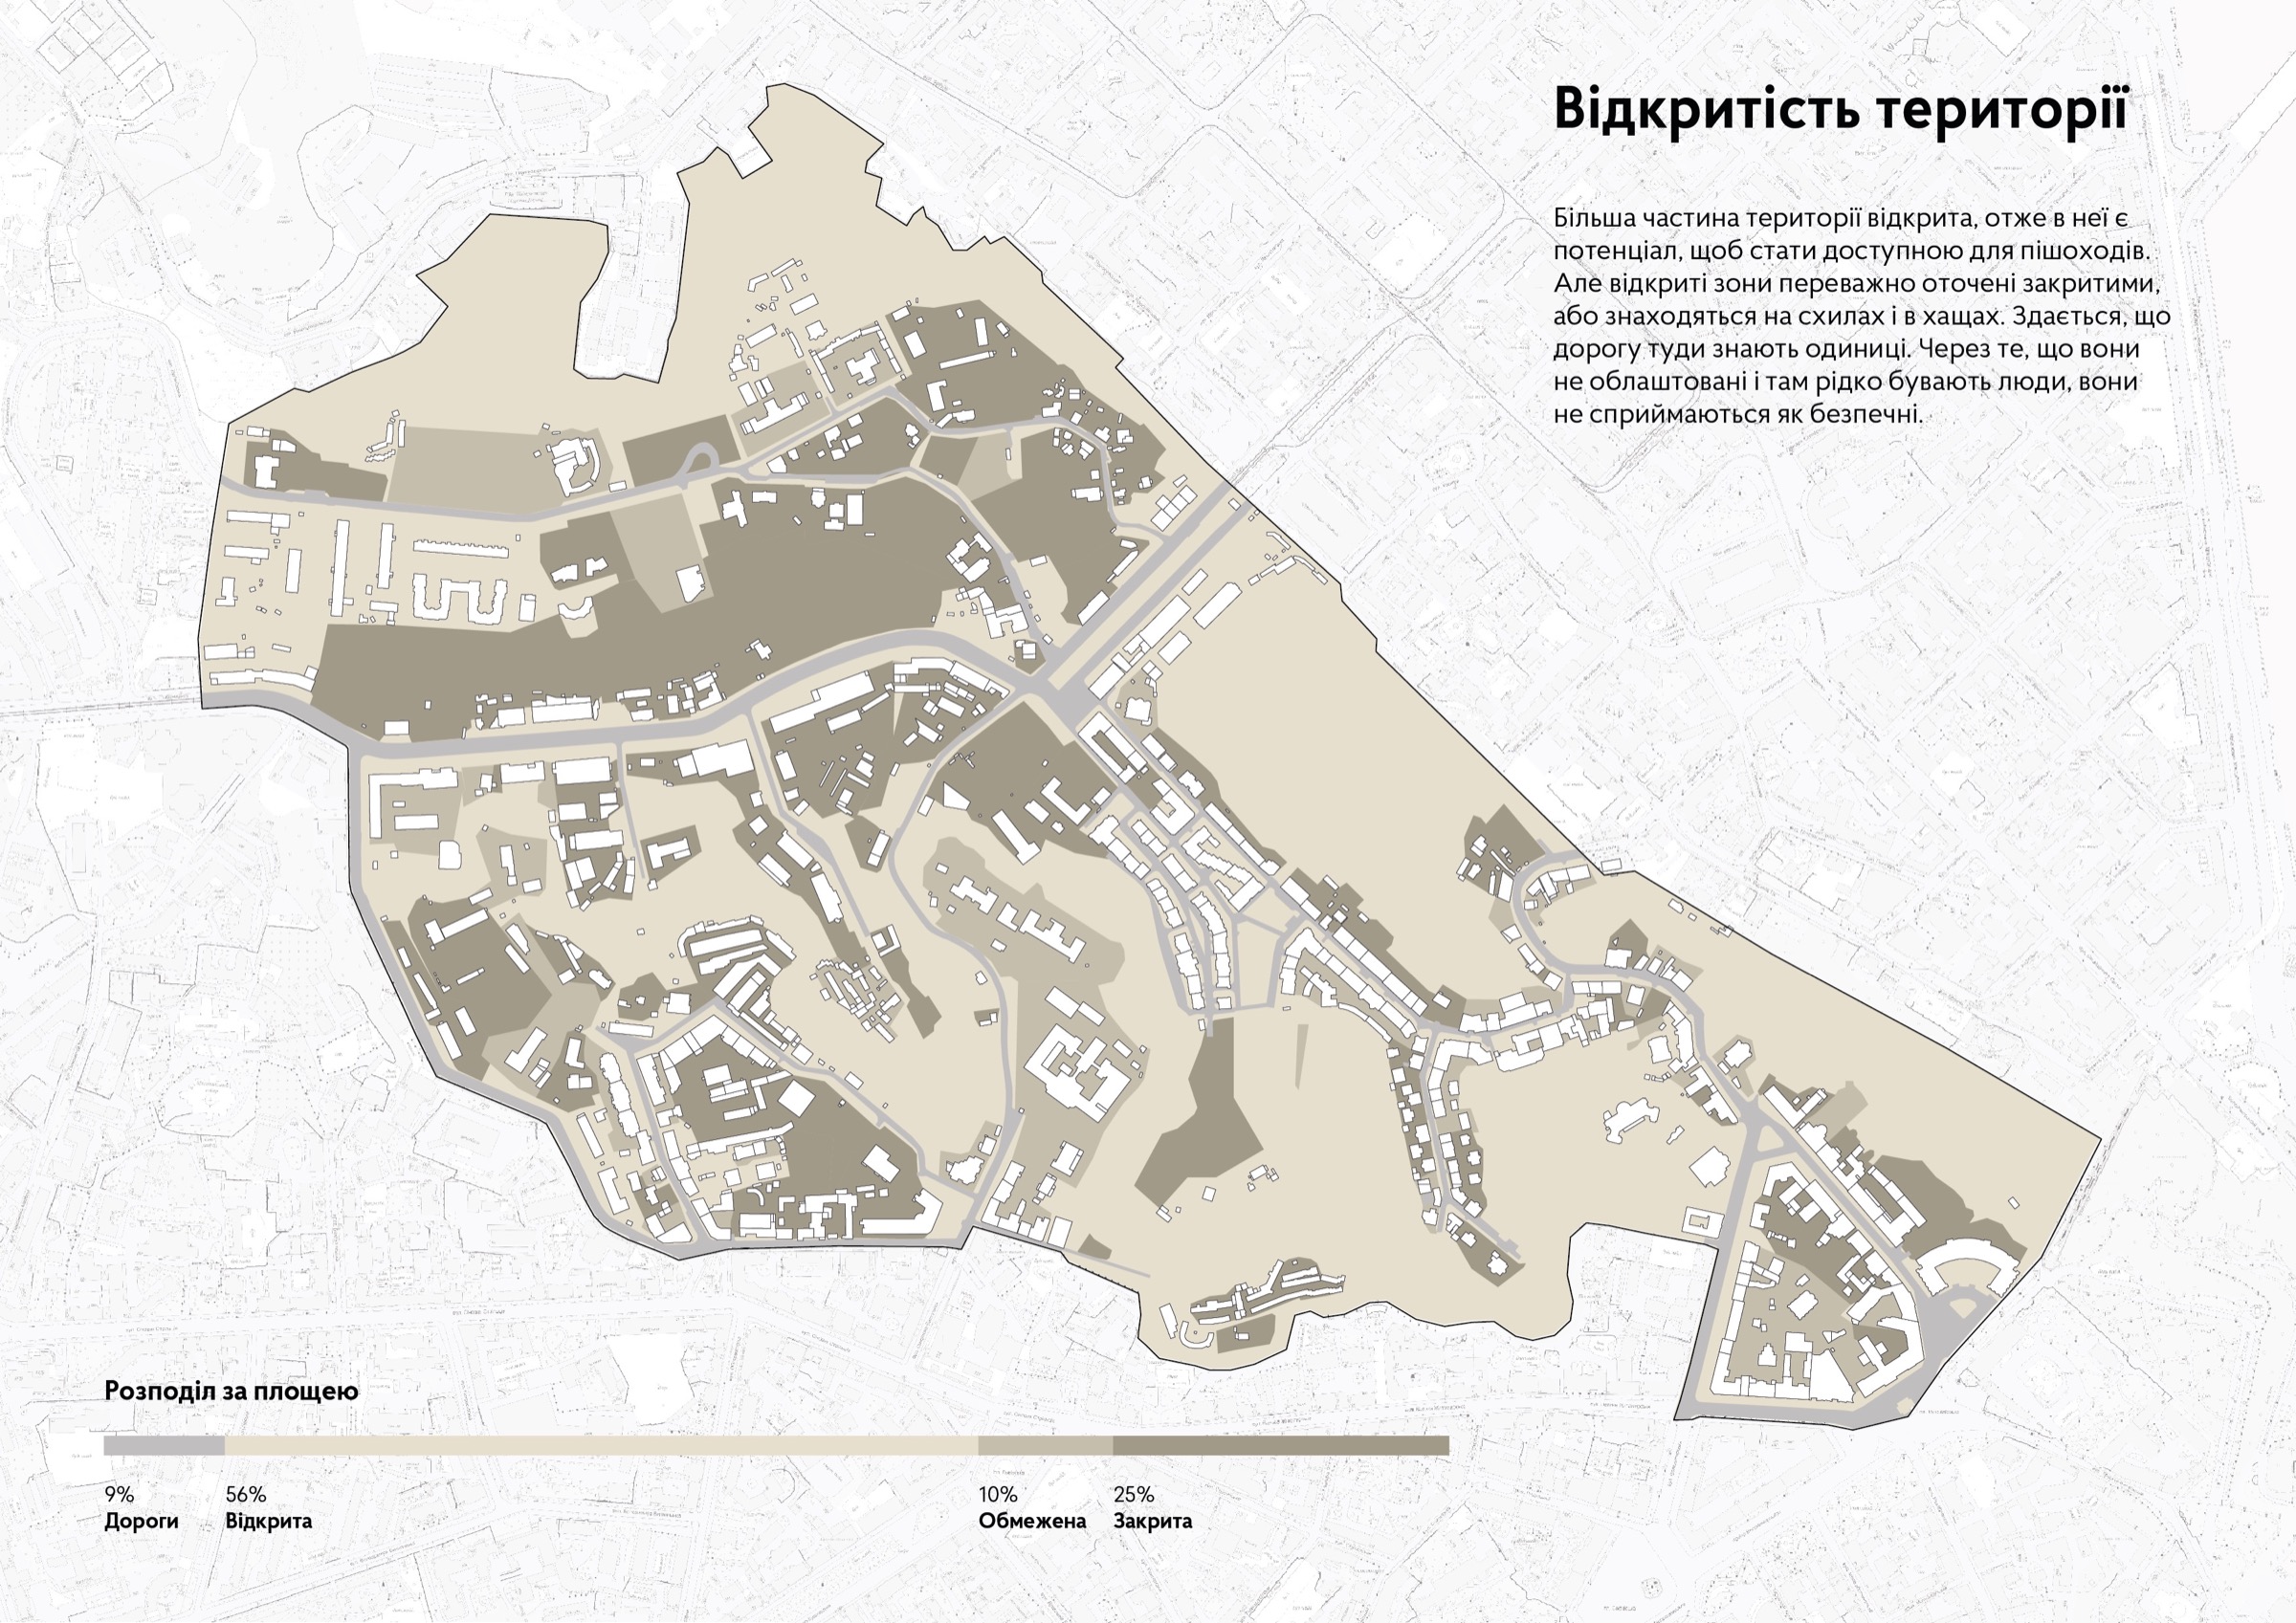 Відкритість території
Більша частина території відкрита, отже в неї є
потенціал, щоб стати доступною для пішоходів.
Але відкриті зони переважно оточені закритими,
або знаходяться на схилах і в хащах. Здається, що
дорогу туди знають одиниці. Через те, що вони
не облаштовані і там рідко бувають люди, вони
не сприймаються як безпечні.
Розподіл за площею
9%
Дороги
56%
Відкрита
10%
Обмежена
25%
Закрита